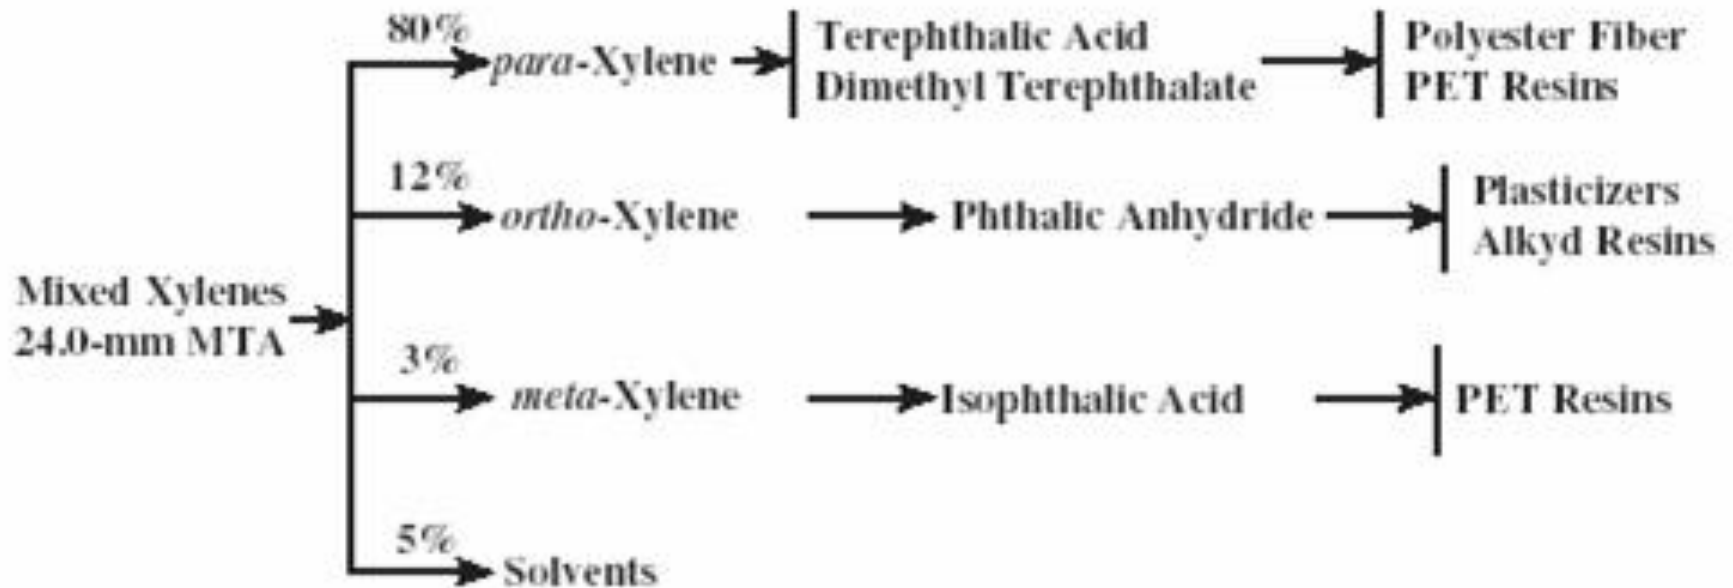 80%
para-Xylene
Terephthalic Acid
Dimethyl Terephthalate
Polyester Fiber
PET Resins
12%
ortho-Xylene
Phthalic Anhydride
Plasticizers
Alkyd Resins
Mixed Xylenes
24.0-mm MTA
3%
meta-Xylene
Isophthalic Acid
PET Resins
5%
Solvents